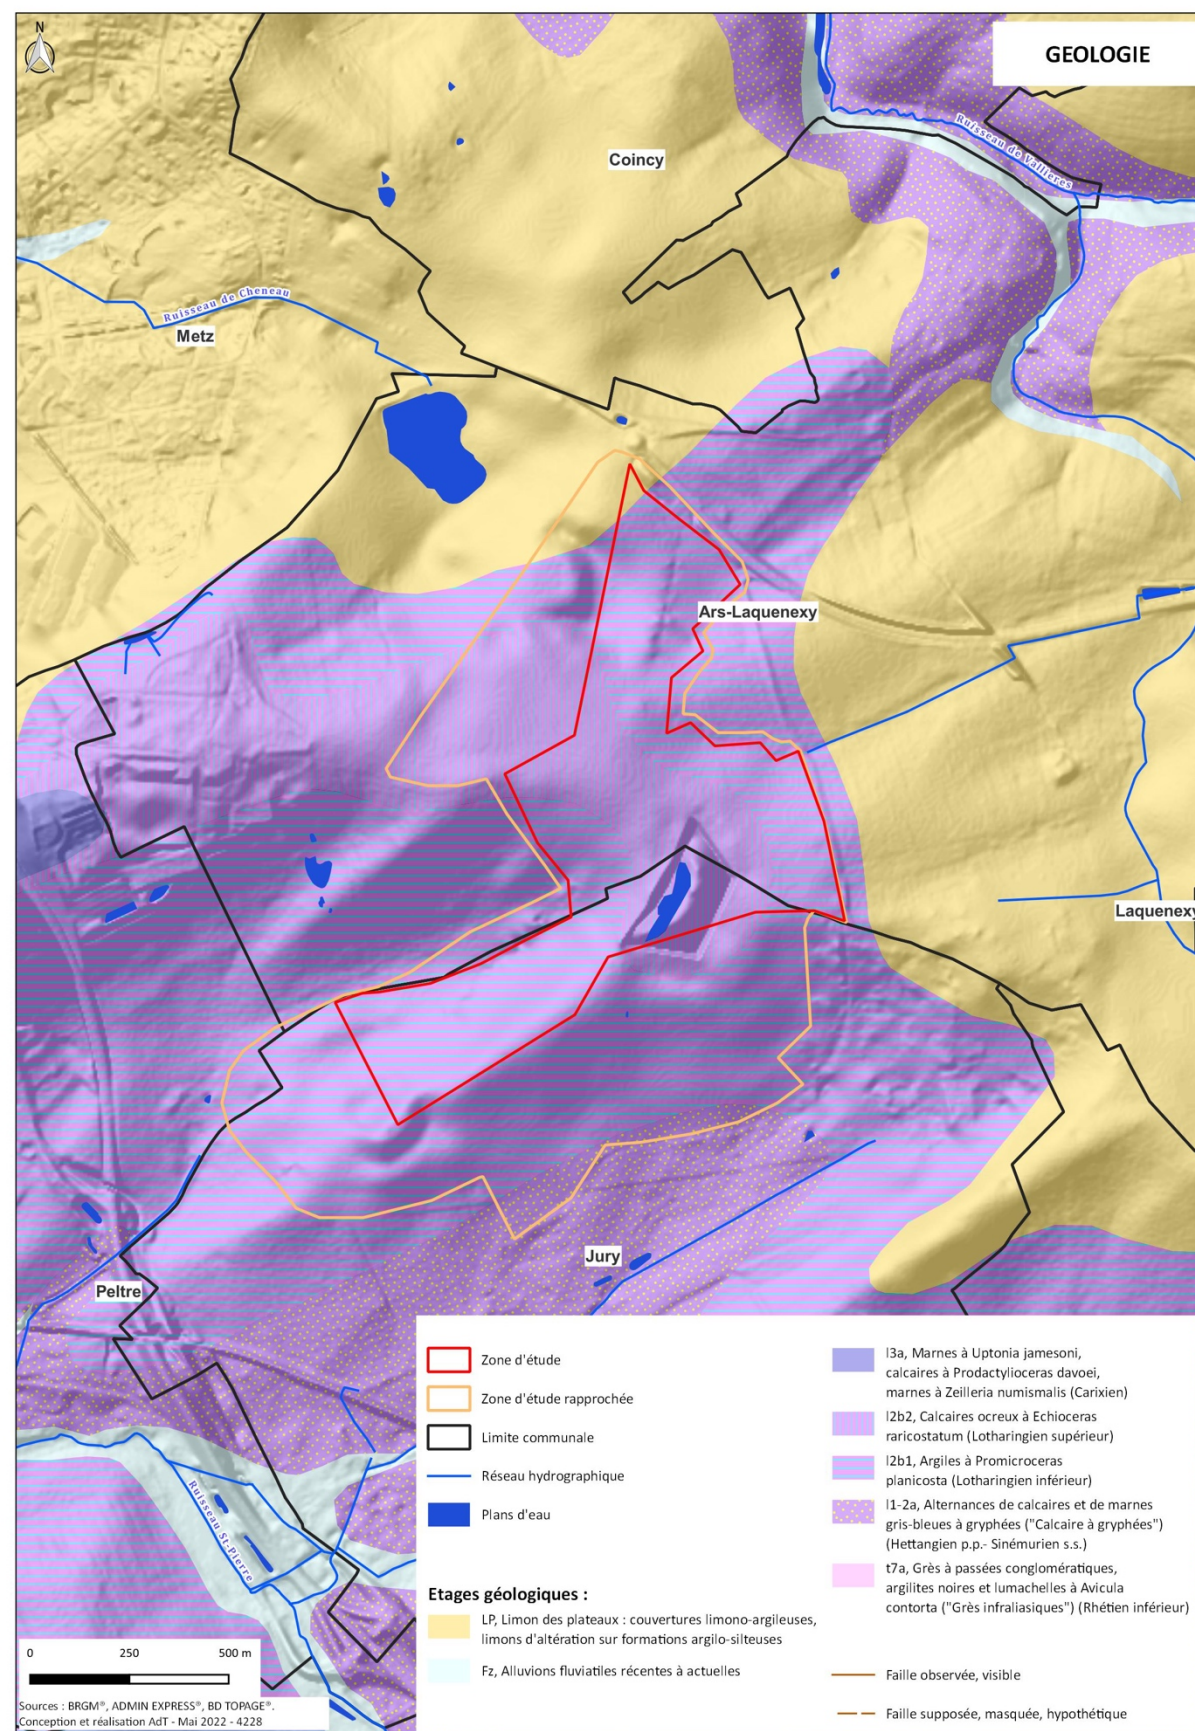 N
GEOLOGIE
Coincy
Ruisseau de Vallières
Ruisseau de Cheneau
Metz
Ars-Laquenexy
Laquenexy
Jury
Peltre
Ruisseau St-Pierre
Zone d'étude
Zone d'étude rapprochée
Limite communale
Réseau hydrographique
Plans d'eau
Etages géologiques :
LP, Limon des plateaux : couvertures limono-argileuses,
limons d'altération sur formations argilo-silteuses
Fz, Alluvions fluviatiles récentes à actuelles
l3a, Marnes à Uptonia jamesoni,
calcaires à Prodactylioceras davoei,
marnes à Zeilleria numismalis (Carixien)
l2b2, Calcaires ocreux à Echioceras
raricostatum (Lotharingien supérieur)
l2b1, Argiles à Promicroceras
planicosta (Lotharingien inférieur)
l1-2a, Alternances de calcaires et de marnes
gris-bleues à gryphées ("Calcaire à gryphées")
(Hettangien p.p.- Sinémurien s.s.)
t7a, Grès à passées conglomératiques,
argilites noires et lumachelles à Avicula
contorta ("Grès infraliasiques") (Rhétien inférieur)
Faille observée, visible
Faille supposée, masquée, hypothétique
0 250 500 m
Sources : BRGM®, ADMIN EXPRESS®, BD TOPAGE®.
Conception et réalisation AdT - Mai 2022 - 4228